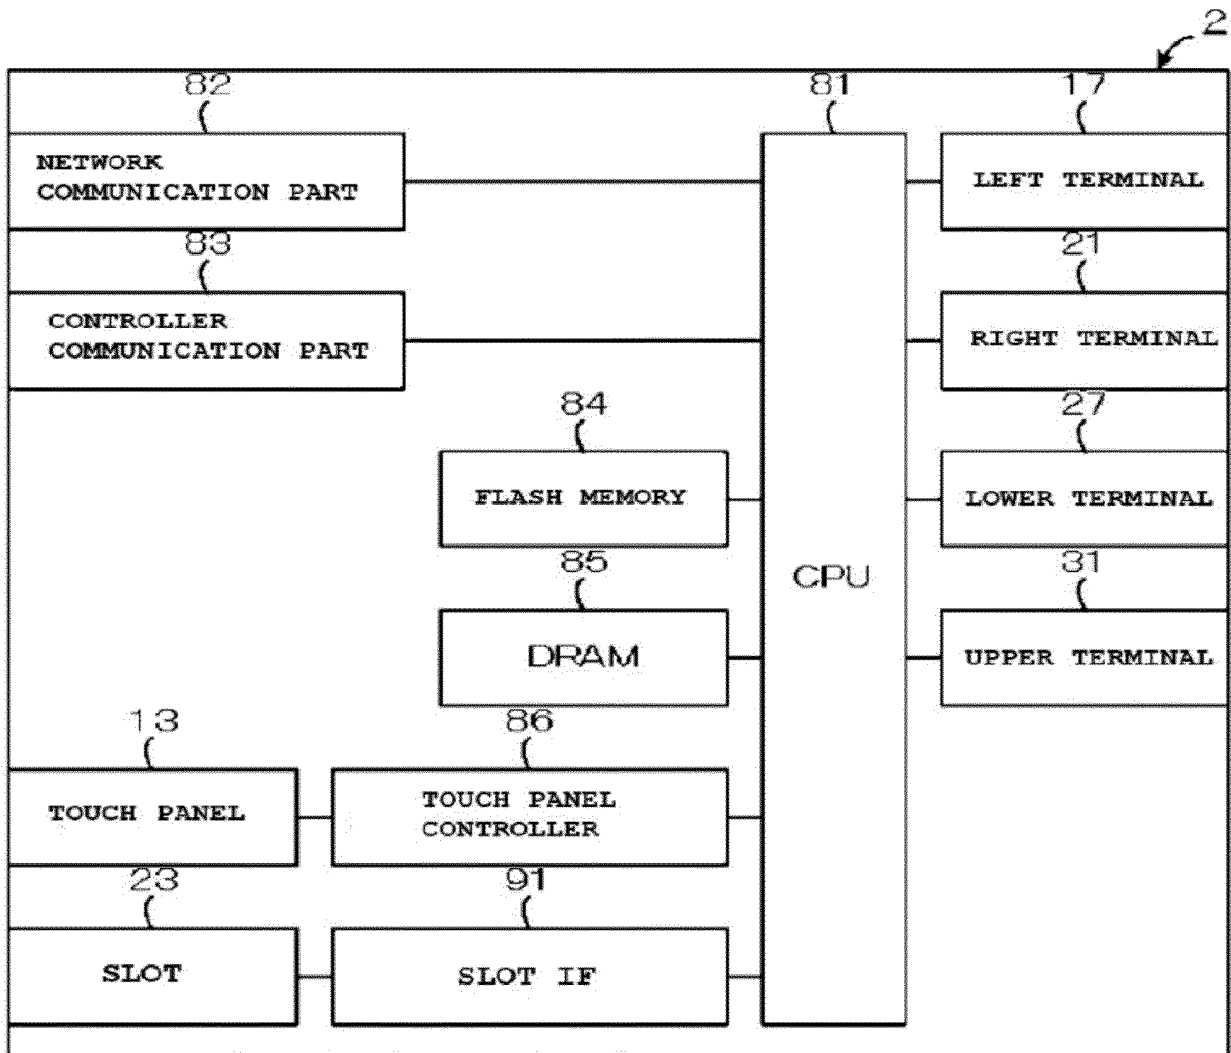 2
82
81
17
NETWORK
COMMUNICATION PART
LEFT TERMINAL
83
21
CONTROLLER
COMMUNICATION PART
RIGHT TERMINAL
84
27
FLASH MEMORY
LOWER TERMINAL
CPU
85
31
DRAM
UPPER TERMINAL
13
86
TOUCH PANEL
TOUCH PANEL
CONTROLLER
23
91
SLOT
SLOT IF